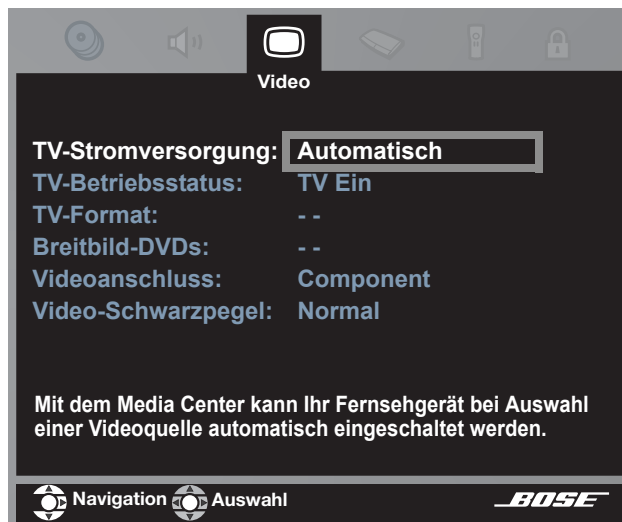 Video
TV-Stromversorgung: Automatisch
TV-Betriebsstatus: TV Ein
TV-Format: - -
Breitbild-DVDs: - -
Videoanschluss: Component
Video-Schwarzpegel: Normal
Mit dem Media Center kann Ihr Fernsehgerät bei Auswahl
einer Videoquelle automatisch eingeschaltet werden.
Navigation Auswahl BOSE